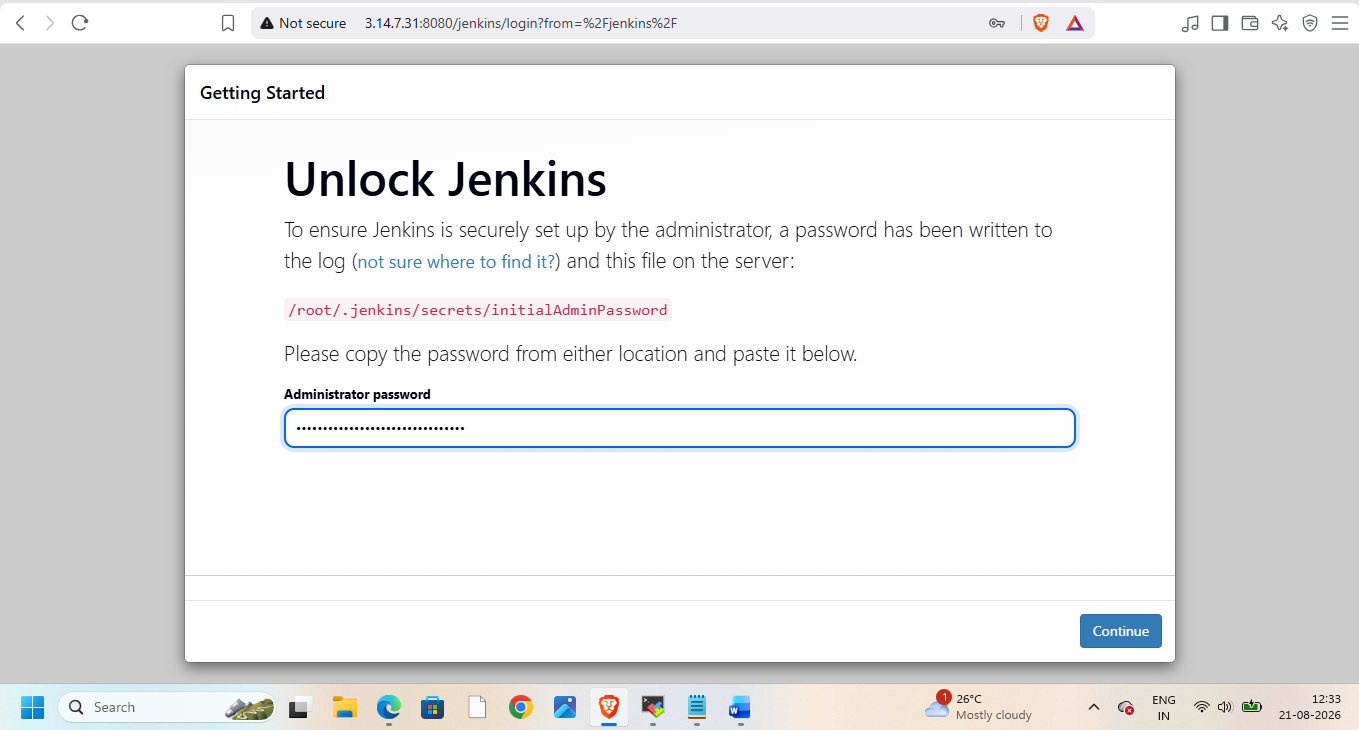 Not secure 3.14.7.31:8080/jenkins/login?from=%2Fjenkins%2F
Getting Started
Unlock Jenkins
To ensure Jenkins is securely set up by the administrator, a password has been written to
the log (not sure where to find it?) and this file on the server:
/root/.jenkins/secrets/initialAdminPassword
Please copy the password from either location and paste it below.
Administrator password
••••••••••••••••••••••••••••••••
Continue
Search
1
26°C
Mostly cloudy
ENG
IN
12:33
21-08-2026